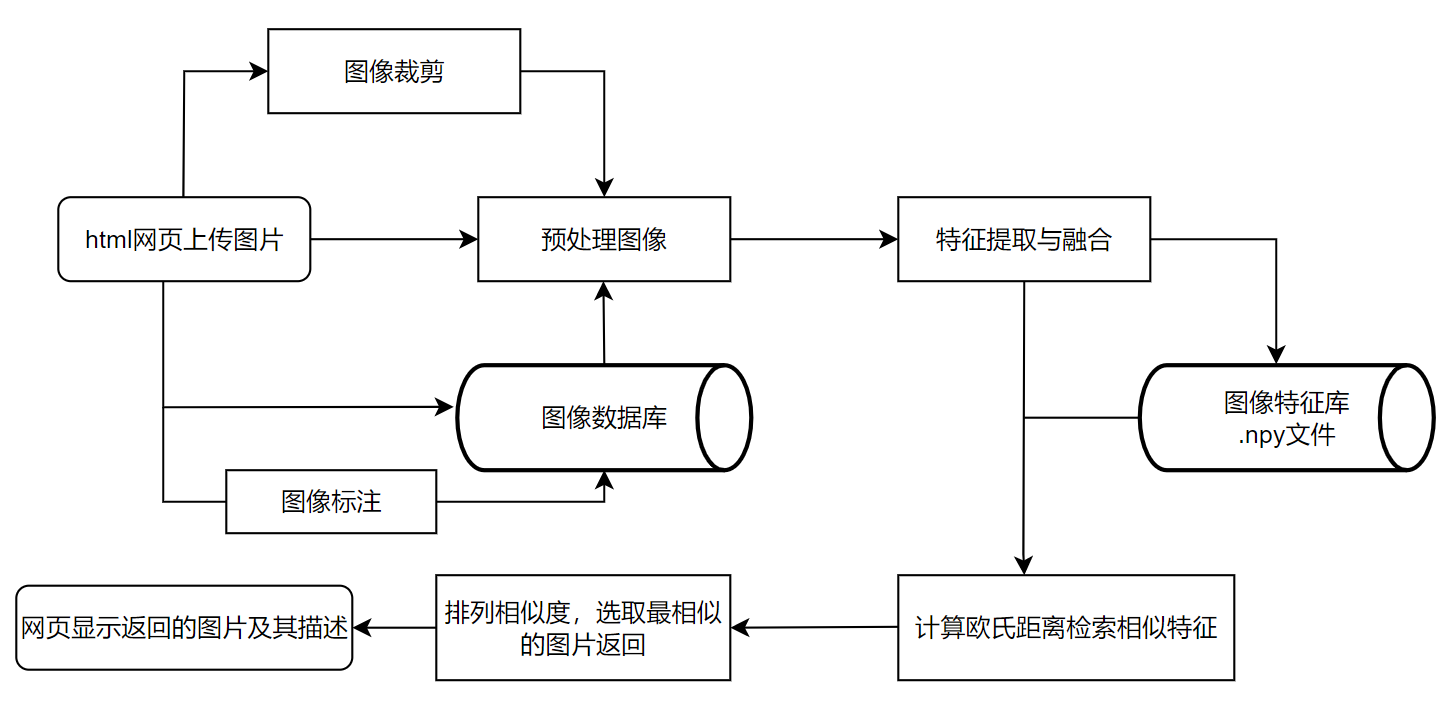 图像裁剪
html网页上传图片
预处理图像
特征提取与融合
图像数据库
图像特征库
.npy文件
图像标注
网页显示返回的图片及其描述
排列相似度，选取最相似
的图片返回
计算欧氏距离检索相似特征